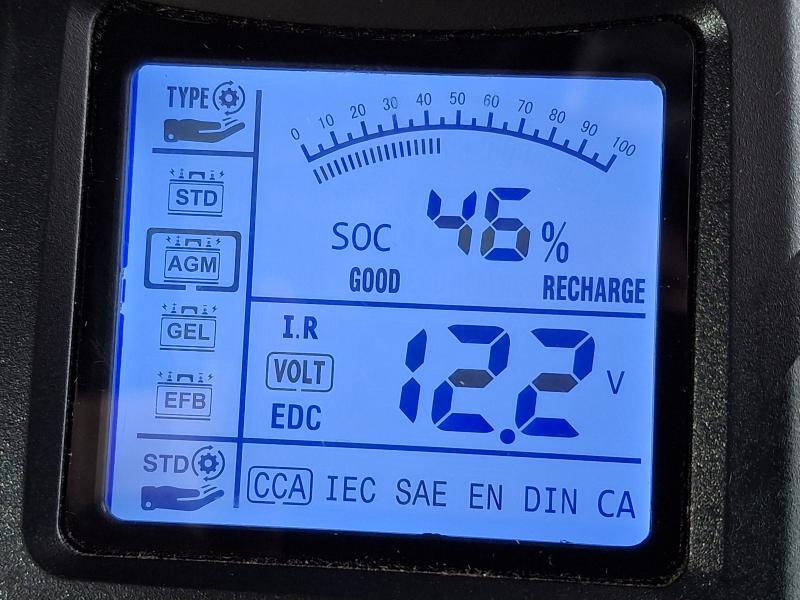 TYPE
0 10 20 30 40 50 60 70 80 90 100
STD
SOC 46 %
AGM
GOOD RECHARGE
I.R
GEL
VOLT 12.2 V
EFB
EDC
STD
CCA IEC SAE EN DIN CA